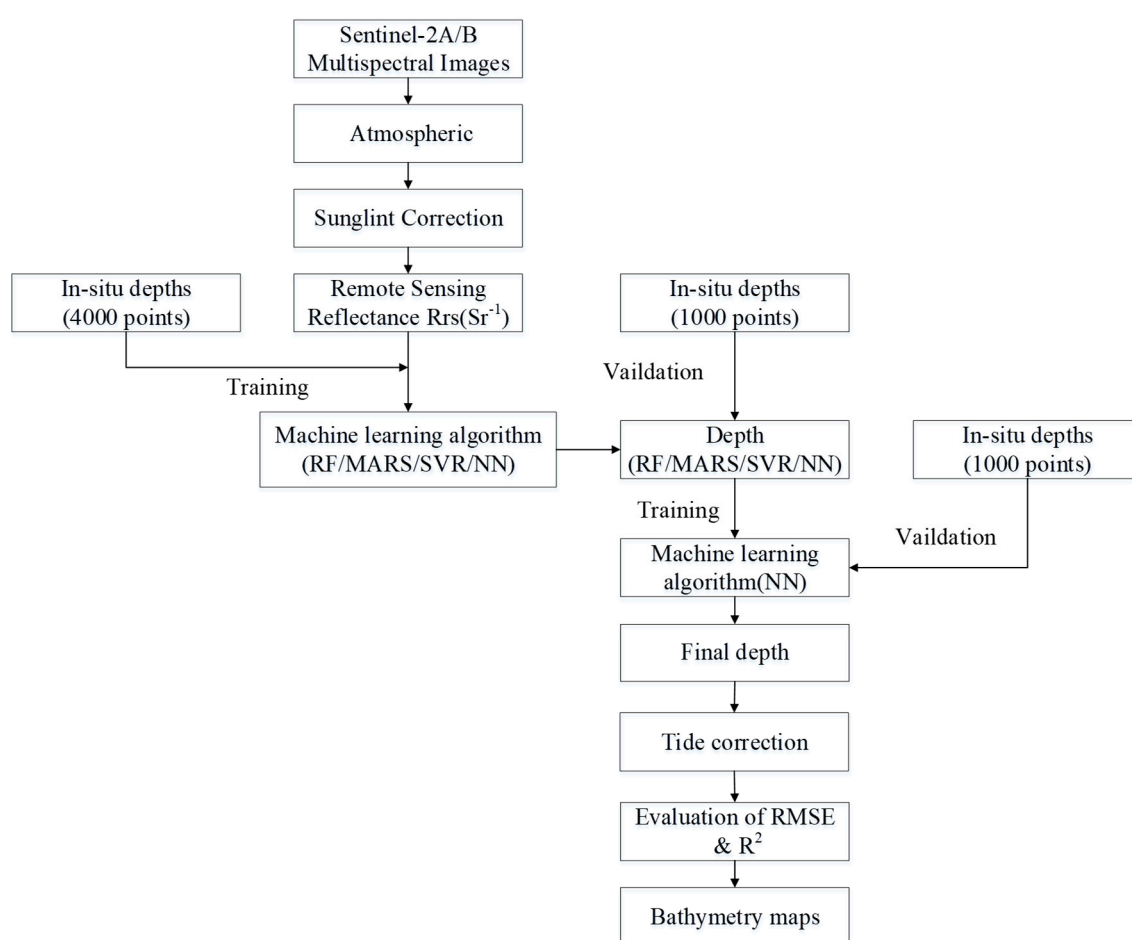 Sentinel-2A/B
Multispectral Images
Atmospheric
Sunglint Correction
In-situ depths
(4000 points)
Remote Sensing
Reflectance Rrs(Sr⁻¹)
In-situ depths
(1000 points)
Training
Vaildation
Machine learning algorithm
(RF/MARS/SVR/NN)
Depth
(RF/MARS/SVR/NN)
In-situ depths
(1000 points)
Training
Vaildation
Machine learning
algorithm(NN)
Final depth
Tide correction
Evaluation of RMSE
& R²
Bathymetry maps